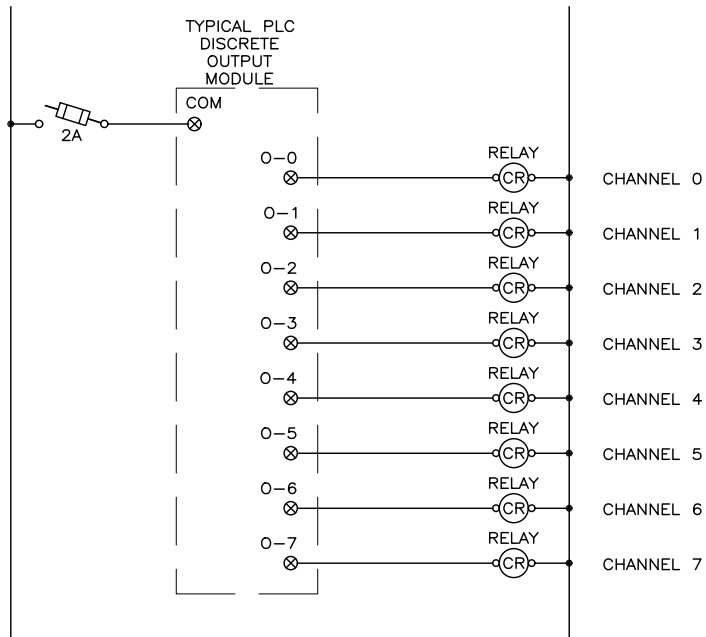 TYPICAL PLC
DISCRETE
OUTPUT
MODULE
COM
2A
O-0
RELAY
CR
CHANNEL 0
O-1
RELAY
CR
CHANNEL 1
O-2
RELAY
CR
CHANNEL 2
O-3
RELAY
CR
CHANNEL 3
O-4
RELAY
CR
CHANNEL 4
O-5
RELAY
CR
CHANNEL 5
O-6
RELAY
CR
CHANNEL 6
O-7
RELAY
CR
CHANNEL 7